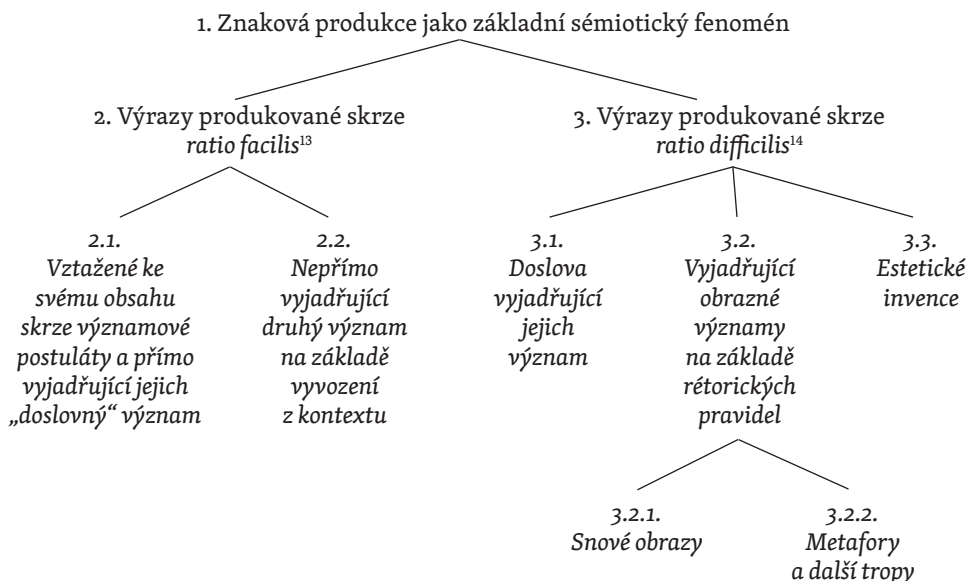 1. Znaková produkce jako základní sémiotický fenomén
2. Výrazy produkované skrze
ratio facilis¹³
3. Výrazy produkované skrze
ratio difficilis¹⁴
2.1.
Vztažené ke
svému obsahu
skrze významové
postuláty a přímo
vyjadřující jejich
„doslovný“ význam
2.2.
Nepřímo
vyjadřující
druhý význam
na základě
vyvození
z kontextu
3.1.
Doslova
vyjadřující
jejich
význam
3.2.
Vyjadřující
obrazné
významy
na základě
rétorických
pravidel
3.3.
Estetické
invence
3.2.1.
Snové obrazy
3.2.2.
Metafory
a další tropy